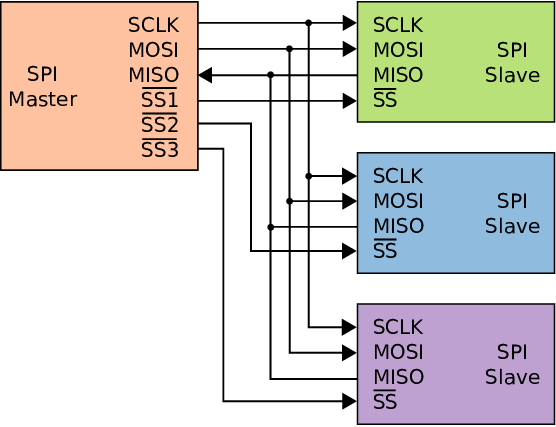 SPI
Master
SCLK
MOSI
MISO
SS1
SS2
SS3
SCLK
MOSI
MISO
SS
SPI
Slave
SCLK
MOSI
MISO
SS
SPI
Slave
SCLK
MOSI
MISO
SS
SPI
Slave